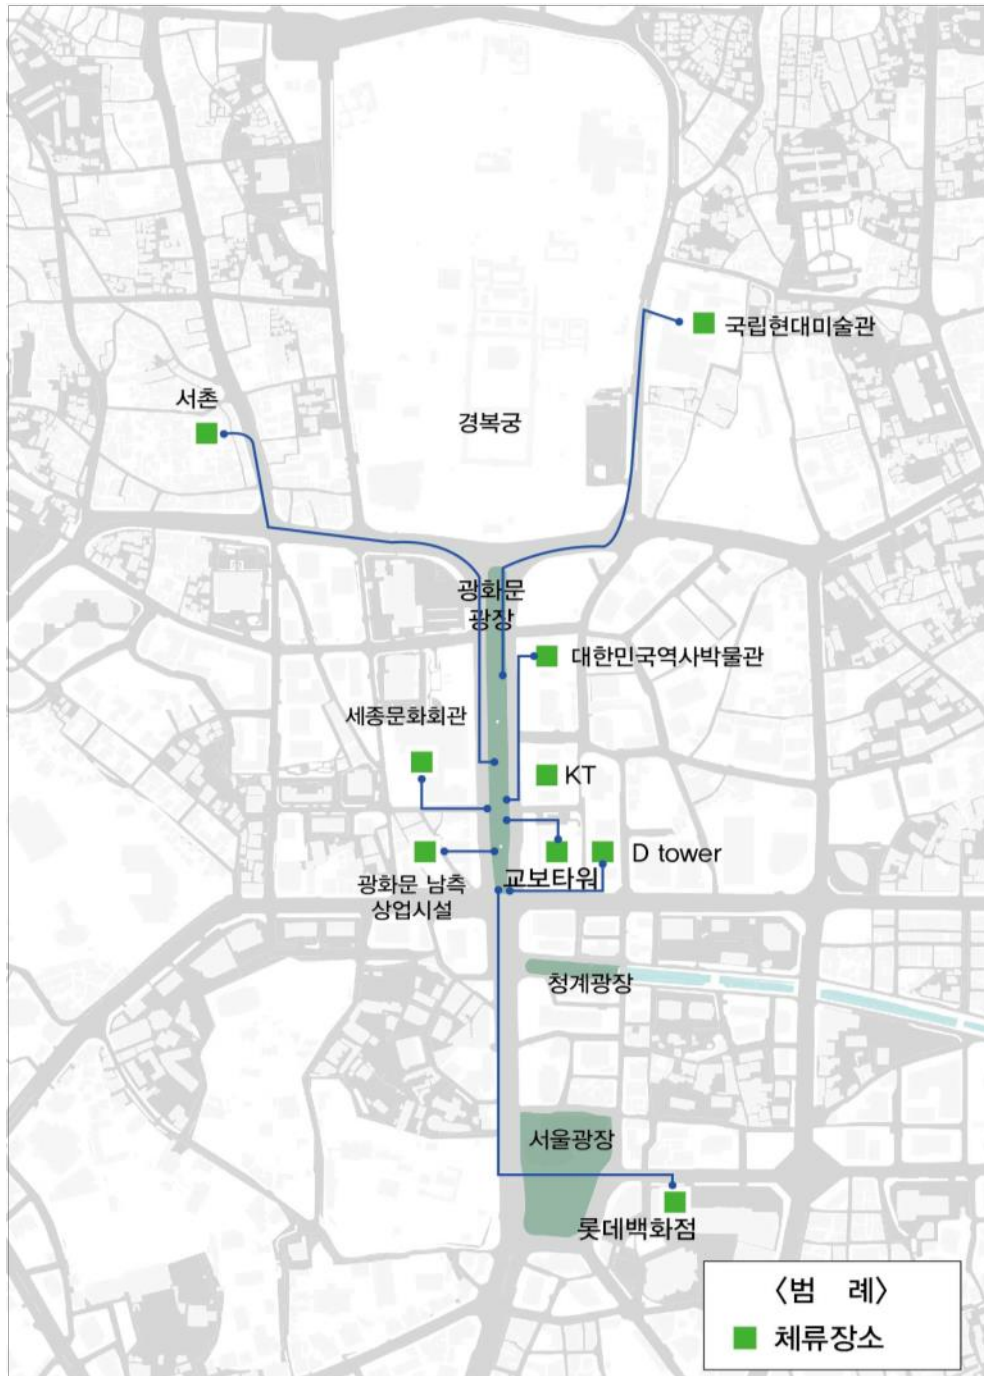 국립현대미술관
서촌
경복궁
광화문
광장
대한민국역사박물관
세종문화회관
KT
D tower
교보타워
광화문 남측
상업시설
청계광장
서울광장
롯데백화점
〈범 례〉
체류장소